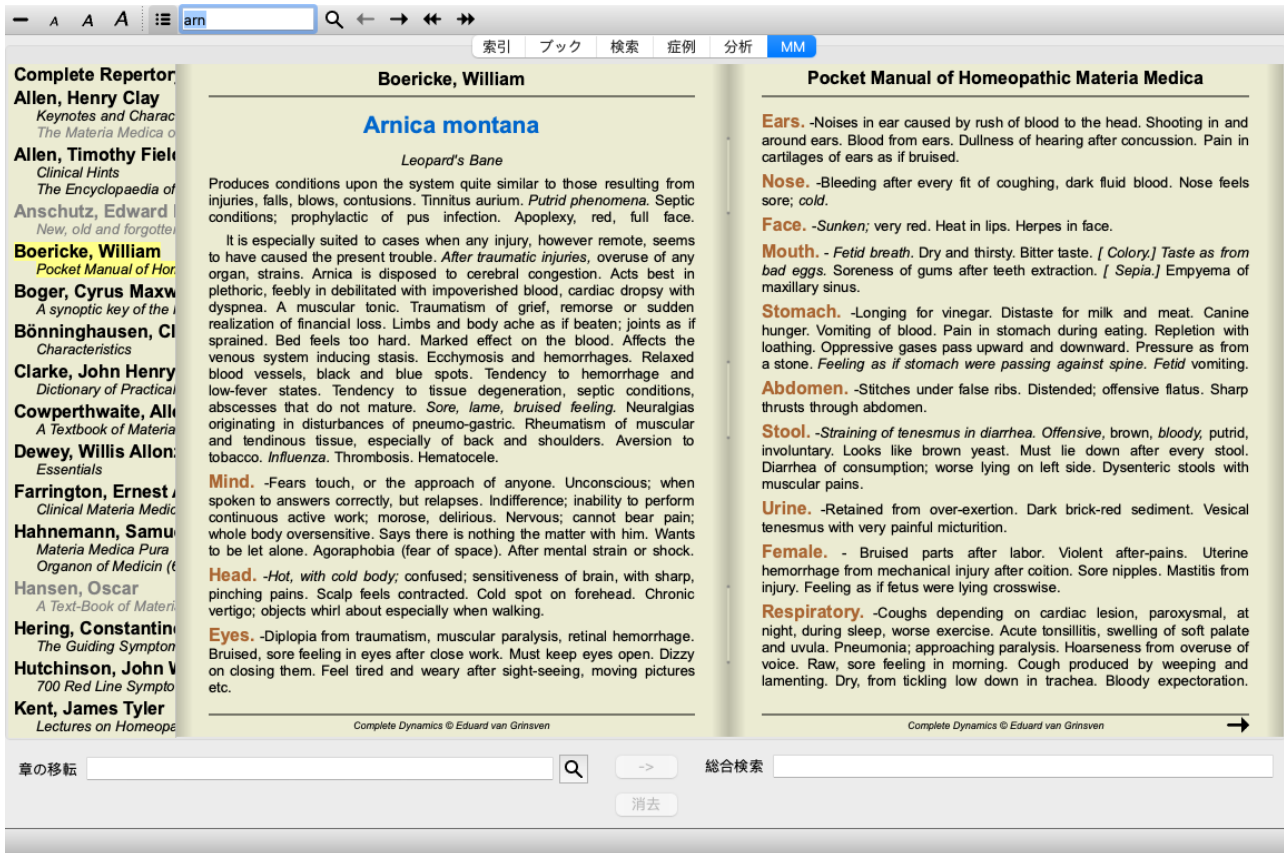 A A A arn
索引 ブック 検索 症例 分析 MM
Complete Repertor
Allen, Henry Clay
Keynotes and Charac
The Materia Medica o
Allen, Timothy Field
Clinical Hints
The Encyclopaedia of
Anschutz, Edward
New, old and forgotte
Boericke, William
Pocket Manual of Hom
Boger, Cyrus Maxw
A synoptic key of the
Bönninghausen, Cl
Characteristics
Clarke, John Henry
Dictionary of Practical
Cowperthwaite, Alle
A Textbook of Materia
Dewey, Willis Allon
Essentials
Farrington, Ernest
Clinical Materia Medic
Hahnemann, Samu
Materia Medica Pura
Organon of Medicin (6
Hansen, Oscar
A Text-Book of Materi
Hering, Constantin
The Guiding Symptom
Hutchinson, John W
700 Red Line Sympto
Kent, James Tyler
Lectures on Homeopa
Boericke, William
Arnica montana
Leopard's Bane
Produces conditions upon the system quite similar to those resulting from
injuries, falls, blows, contusions. Tinnitus aurium. Putrid phenomena. Septic
conditions; prophylactic of pus infection. Apoplexy, red, full face.
It is especially suited to cases when any injury, however remote, seems
to have caused the present trouble. After traumatic injuries, overuse of any
organ, strains. Arnica is disposed to cerebral congestion. Acts best in
plethoric, feebly in debilitated with impoverished blood, cardiac dropsy with
dyspnea. A muscular tonic. Traumatism of grief, remorse or sudden
realization of financial loss. Limbs and body ache as if beaten; joints as if
sprained. Bed feels too hard. Marked effect on the blood. Affects the
venous system inducing stasis. Ecchymosis and hemorrhages. Relaxed
blood vessels, black and blue spots. Tendency to hemorrhage and
low-fever states. Tendency to tissue degeneration, septic conditions,
abscesses that do not mature. Sore, lame, bruised feeling. Neuralgias
originating in disturbances of pneumo-gastric. Rheumatism of muscular
and tendinous tissue, especially of back and shoulders. Aversion to
tobacco. Influenza. Thrombosis. Hematocele.
Mind. -Fears touch, or the approach of anyone. Unconscious; when
spoken to answers correctly, but relapses. Indifference; inability to perform
continuous active work; morose, delirious. Nervous; cannot bear pain;
whole body oversensitive. Says there is nothing the matter with him. Wants
to be let alone. Agoraphobia (fear of space). After mental strain or shock.
Head. -Hot, with cold body; confused; sensitiveness of brain, with sharp,
pinching pains. Scalp feels contracted. Cold spot on forehead. Chronic
vertigo; objects whirl about especially when walking.
Eyes. -Diplopia from traumatism, muscular paralysis, retinal hemorrhage.
Bruised, sore feeling in eyes after close work. Must keep eyes open. Dizzy
on closing them. Feel tired and weary after sight-seeing, moving pictures
etc.
Complete Dynamics © Eduard van Grinsven
Pocket Manual of Homeopathic Materia Medica
Ears. -Noises in ear caused by rush of blood to the head. Shooting in and
around ears. Blood from ears. Dullness of hearing after concussion. Pain in
cartilages of ears as if bruised.
Nose. -Bleeding after every fit of coughing, dark fluid blood. Nose feels
sore; cold.
Face. -Sunken; very red. Heat in lips. Herpes in face.
Mouth. - Fetid breath. Dry and thirsty. Bitter taste. [ Colory.] Taste as from
bad eggs. Soreness of gums after teeth extraction. [ Sepia.] Empyema of
maxillary sinus.
Stomach. -Longing for vinegar. Distaste for milk and meat. Canine
hunger. Vomiting of blood. Pain in stomach during eating. Repletion with
loathing. Oppressive gases pass upward and downward. Pressure as from
a stone. Feeling as if stomach were passing against spine. Fetid vomiting.
Abdomen. -Stitches under false ribs. Distended; offensive flatus. Sharp
thrusts through abdomen.
Stool. -Straining of tenesmus in diarrhea. Offensive, brown, bloody, putrid,
involuntary. Looks like brown yeast. Must lie down after every stool.
Diarrhea of consumption; worse lying on left side. Dysenteric stools with
muscular pains.
Urine. -Retained from over-exertion. Dark brick-red sediment. Vesical
tenesmus with very painful micturition.
Female. - Bruised parts after labor. Violent after-pains. Uterine
hemorrhage from mechanical injury after coition. Sore nipples. Mastitis from
injury. Feeling as if fetus were lying crosswise.
Respiratory. -Coughs depending on cardiac lesion, paroxysmal, at
night, during sleep, worse exercise. Acute tonsillitis, swelling of soft palate
and uvula. Pneumonia; approaching paralysis. Hoarseness from overuse of
voice. Raw, sore feeling in morning. Cough produced by weeping and
lamenting. Dry, from tickling low down in trachea. Bloody expectoration.
Complete Dynamics © Eduard van Grinsven
章の移転 -> 総合検索
消去